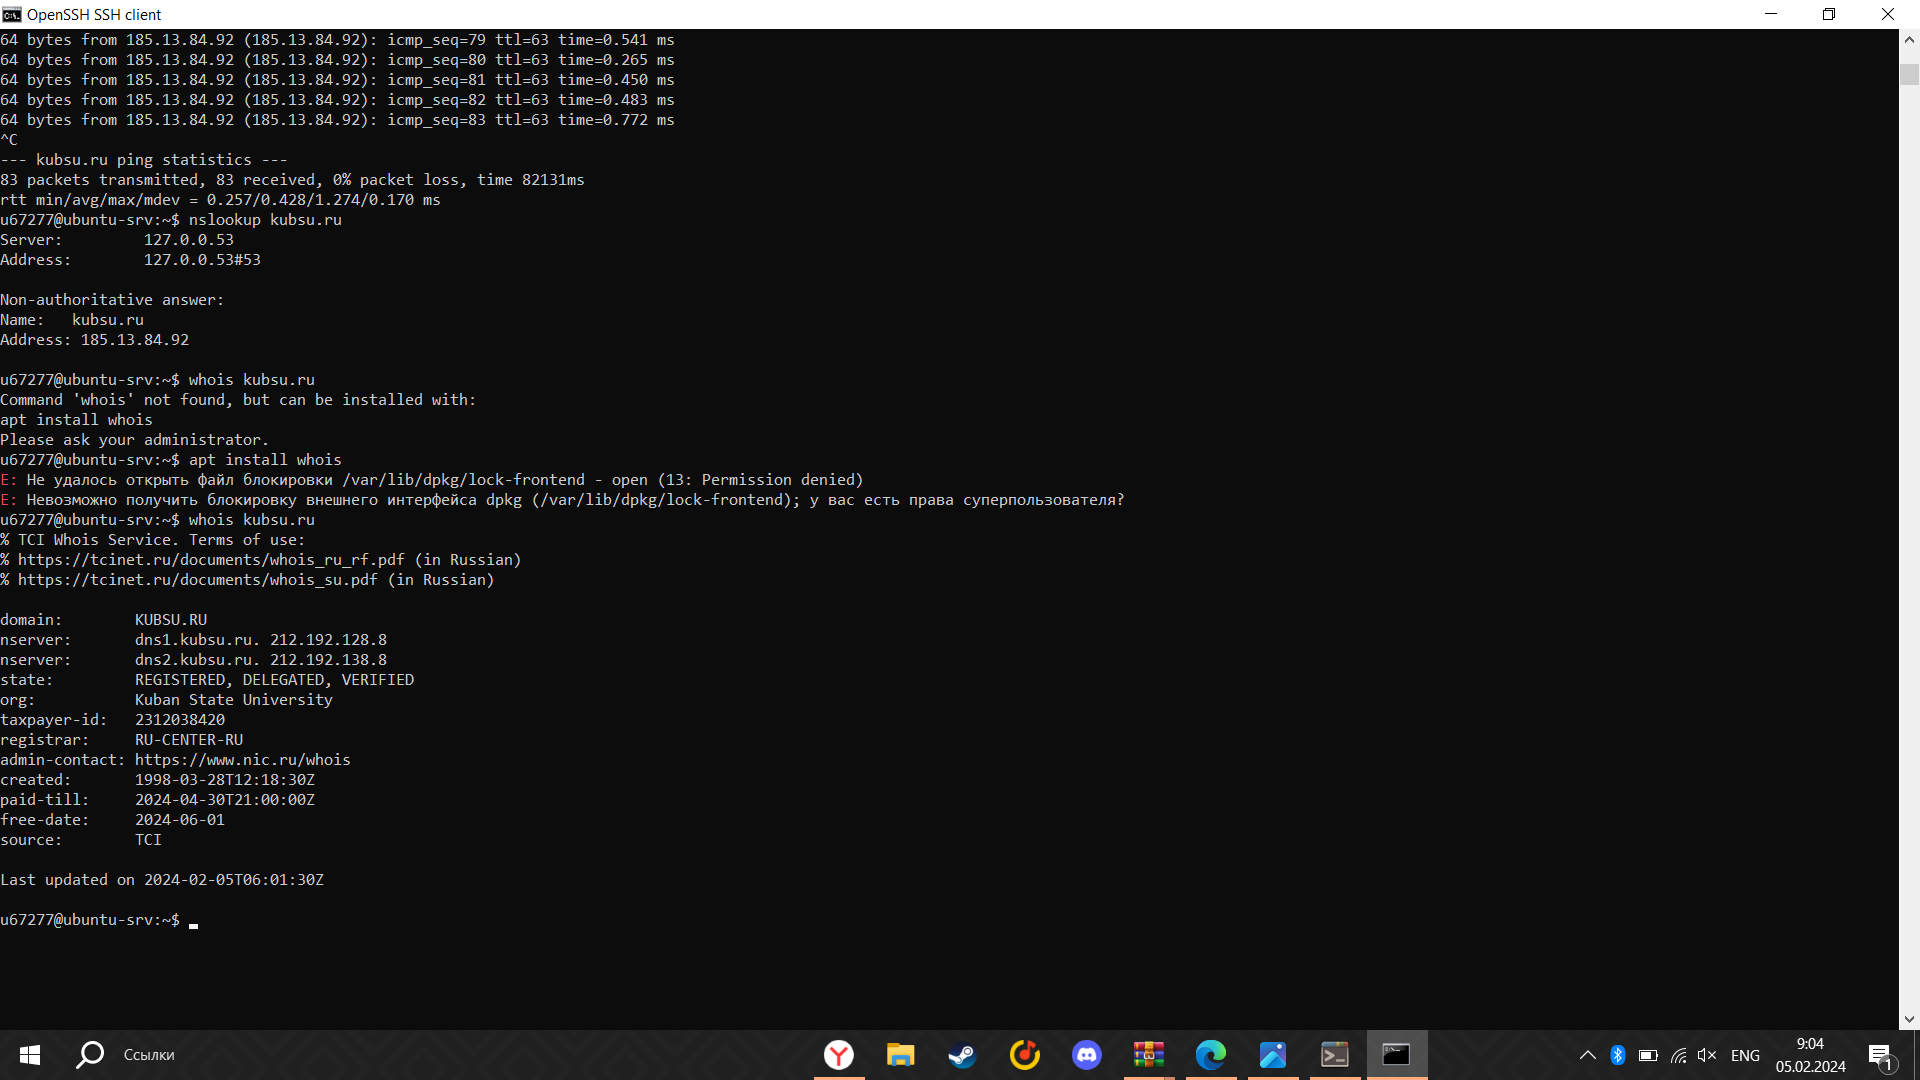 OpenSSH SSH client
64 bytes from 185.13.84.92 (185.13.84.92): icmp_seq=79 ttl=63 time=0.541 ms
64 bytes from 185.13.84.92 (185.13.84.92): icmp_seq=80 ttl=63 time=0.265 ms
64 bytes from 185.13.84.92 (185.13.84.92): icmp_seq=81 ttl=63 time=0.450 ms
64 bytes from 185.13.84.92 (185.13.84.92): icmp_seq=82 ttl=63 time=0.483 ms
64 bytes from 185.13.84.92 (185.13.84.92): icmp_seq=83 ttl=63 time=0.772 ms
^C
--- kubsu.ru ping statistics ---
83 packets transmitted, 83 received, 0% packet loss, time 82131ms
rtt min/avg/max/mdev = 0.257/0.428/1.274/0.170 ms
u67277@ubuntu-srv:~$ nslookup kubsu.ru
Server:         127.0.0.53
Address:        127.0.0.53#53
Non-authoritative answer:
Name:   kubsu.ru
Address: 185.13.84.92
u67277@ubuntu-srv:~$ whois kubsu.ru
Command 'whois' not found, but can be installed with:
apt install whois
Please ask your administrator.
u67277@ubuntu-srv:~$ apt install whois
E: Не удалось открыть файл блокировки /var/lib/dpkg/lock-frontend - open (13: Permission denied)
E: Невозможно получить блокировку внешнего интерфейса dpkg (/var/lib/dpkg/lock-frontend); у вас есть права суперпользователя?
u67277@ubuntu-srv:~$ whois kubsu.ru
% TCI Whois Service. Terms of use:
% https://tcinet.ru/documents/whois_ru_rf.pdf (in Russian)
% https://tcinet.ru/documents/whois_su.pdf (in Russian)
domain:        KUBSU.RU
nserver:       dns1.kubsu.ru. 212.192.128.8
nserver:       dns2.kubsu.ru. 212.192.138.8
state:         REGISTERED, DELEGATED, VERIFIED
org:           Kuban State University
taxpayer-id:   2312038420
registrar:     RU-CENTER-RU
admin-contact: https://www.nic.ru/whois
created:       1998-03-28T12:18:30Z
paid-till:     2024-04-30T21:00:00Z
free-date:     2024-06-01
source:        TCI
Last updated on 2024-02-05T06:01:30Z
u67277@ubuntu-srv:~$
Ссылки
ENG
9:04
05.02.2024
1